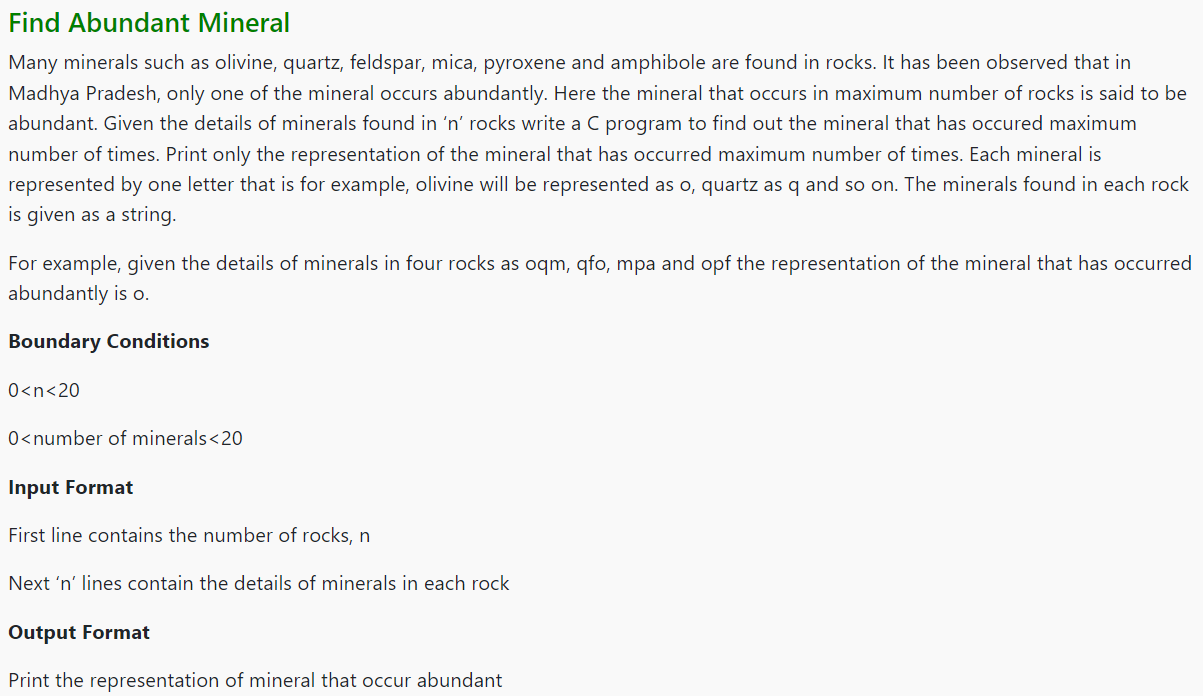 Find Abundant Mineral
Many minerals such as olivine, quartz, feldspar, mica, pyroxene and amphibole are found in rocks. It has been observed that in
Madhya Pradesh, only one of the mineral occurs abundantly. Here the mineral that occurs in maximum number of rocks is said to be
abundant. Given the details of minerals found in ‘n’ rocks write a C program to find out the mineral that has occured maximum
number of times. Print only the representation of the mineral that has occurred maximum number of times. Each mineral is
represented by one letter that is for example, olivine will be represented as o, quartz as q and so on. The minerals found in each rock
is given as a string.
For example, given the details of minerals in four rocks as oqm, qfo, mpa and opf the representation of the mineral that has occurred
abundantly is o.
Boundary Conditions
0<n<20
0<number of minerals<20
Input Format
First line contains the number of rocks, n
Next ‘n’ lines contain the details of minerals in each rock
Output Format
Print the representation of mineral that occur abundant